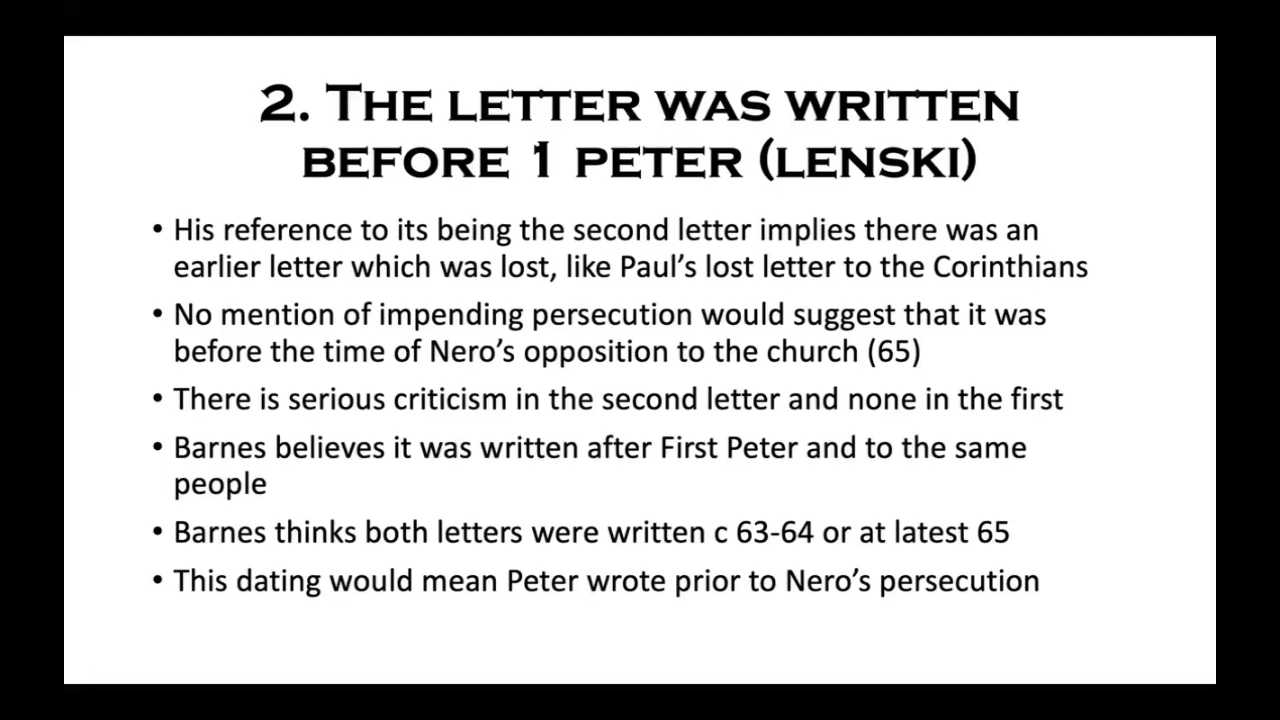 2. THE LETTER WAS WRITTEN
BEFORE 1 PETER (LENSKI)
• His reference to its being the second letter implies there was an
earlier letter which was lost, like Paul’s lost letter to the Corinthians
• No mention of impending persecution would suggest that it was
before the time of Nero’s opposition to the church (65)
• There is serious criticism in the second letter and none in the first
• Barnes believes it was written after First Peter and to the same
people
• Barnes thinks both letters were written c 63-64 or at latest 65
• This dating would mean Peter wrote prior to Nero’s persecution